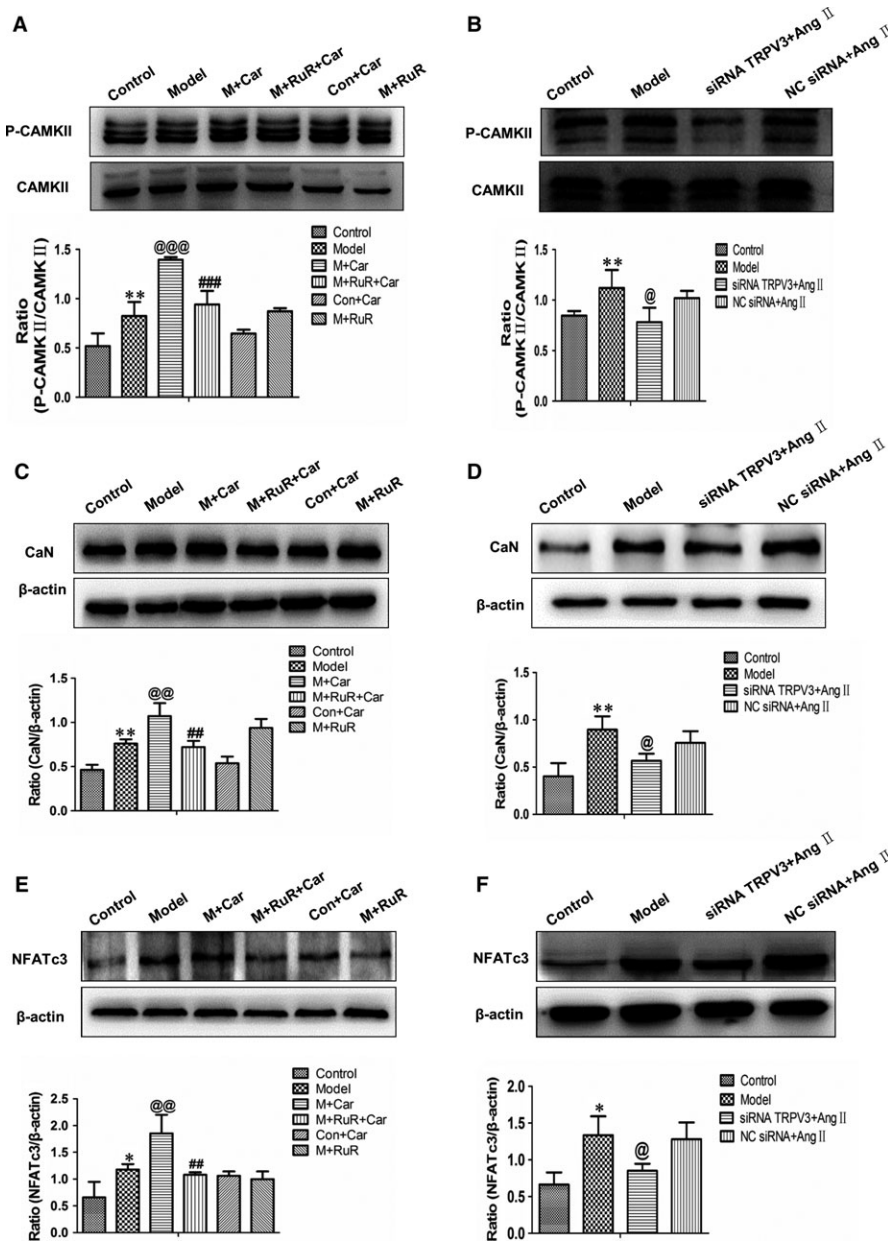 A
Control
Model
M+Car
M+RuR+Car
Con+Car
M+RuR
P-CAMKII
CAMKII
Ratio
(P-CAMK Ⅱ/CAMK Ⅱ)
1.5
1.0
0.5
0.0
**
@@@
###
Control
Model
M+Car
M+RuR+Car
Con+Car
M+RuR
B
Control
Model
siRNA TRPV3+Ang Ⅱ
NC siRNA+Ang Ⅱ
P-CAMKII
CAMKII
Ratio
(P-CAMK Ⅱ/CAMK Ⅱ)
1.5
1.0
0.5
0.0
**
@
Control
Model
siRNA TRPV3+Ang Ⅱ
NC siRNA+Ang Ⅱ
C
Control
Model
M+Car
M+RuR+Car
Con+Car
M+RuR
CaN
β-actin
Ratio (CaN/β-actin)
1.5
1.0
0.5
0.0
**
@@
##
Control
Model
M+Car
M+RuR+Car
Con+Car
M+RuR
D
Control
Model
siRNA TRPV3+Ang Ⅱ
NC siRNA+Ang Ⅱ
CaN
β-actin
Ratio (CaN/β-actin)
1.5
1.0
0.5
0.0
**
@
Control
Model
siRNA TRPV3+Ang Ⅱ
NC siRNA+Ang Ⅱ
E
Control
Model
M+Car
M+RuR+Car
Con+Car
M+RuR
NFATc3
β-actin
Ratio (NFATc3/β-actin)
2.5
2.0
1.5
1.0
0.5
0.0
*
@@
##
Control
Model
M+Car
M+RuR+Car
Con+Car
M+RuR
F
Control
Model
siRNA TRPV3+Ang Ⅱ
NC siRNA+Ang Ⅱ
NFATc3
β-actin
Ratio (NFATc3/β-actin)
2.0
1.5
1.0
0.5
0.0
*
@
Control
Model
siRNA TRPV3+Ang Ⅱ
NC siRNA+Ang Ⅱ